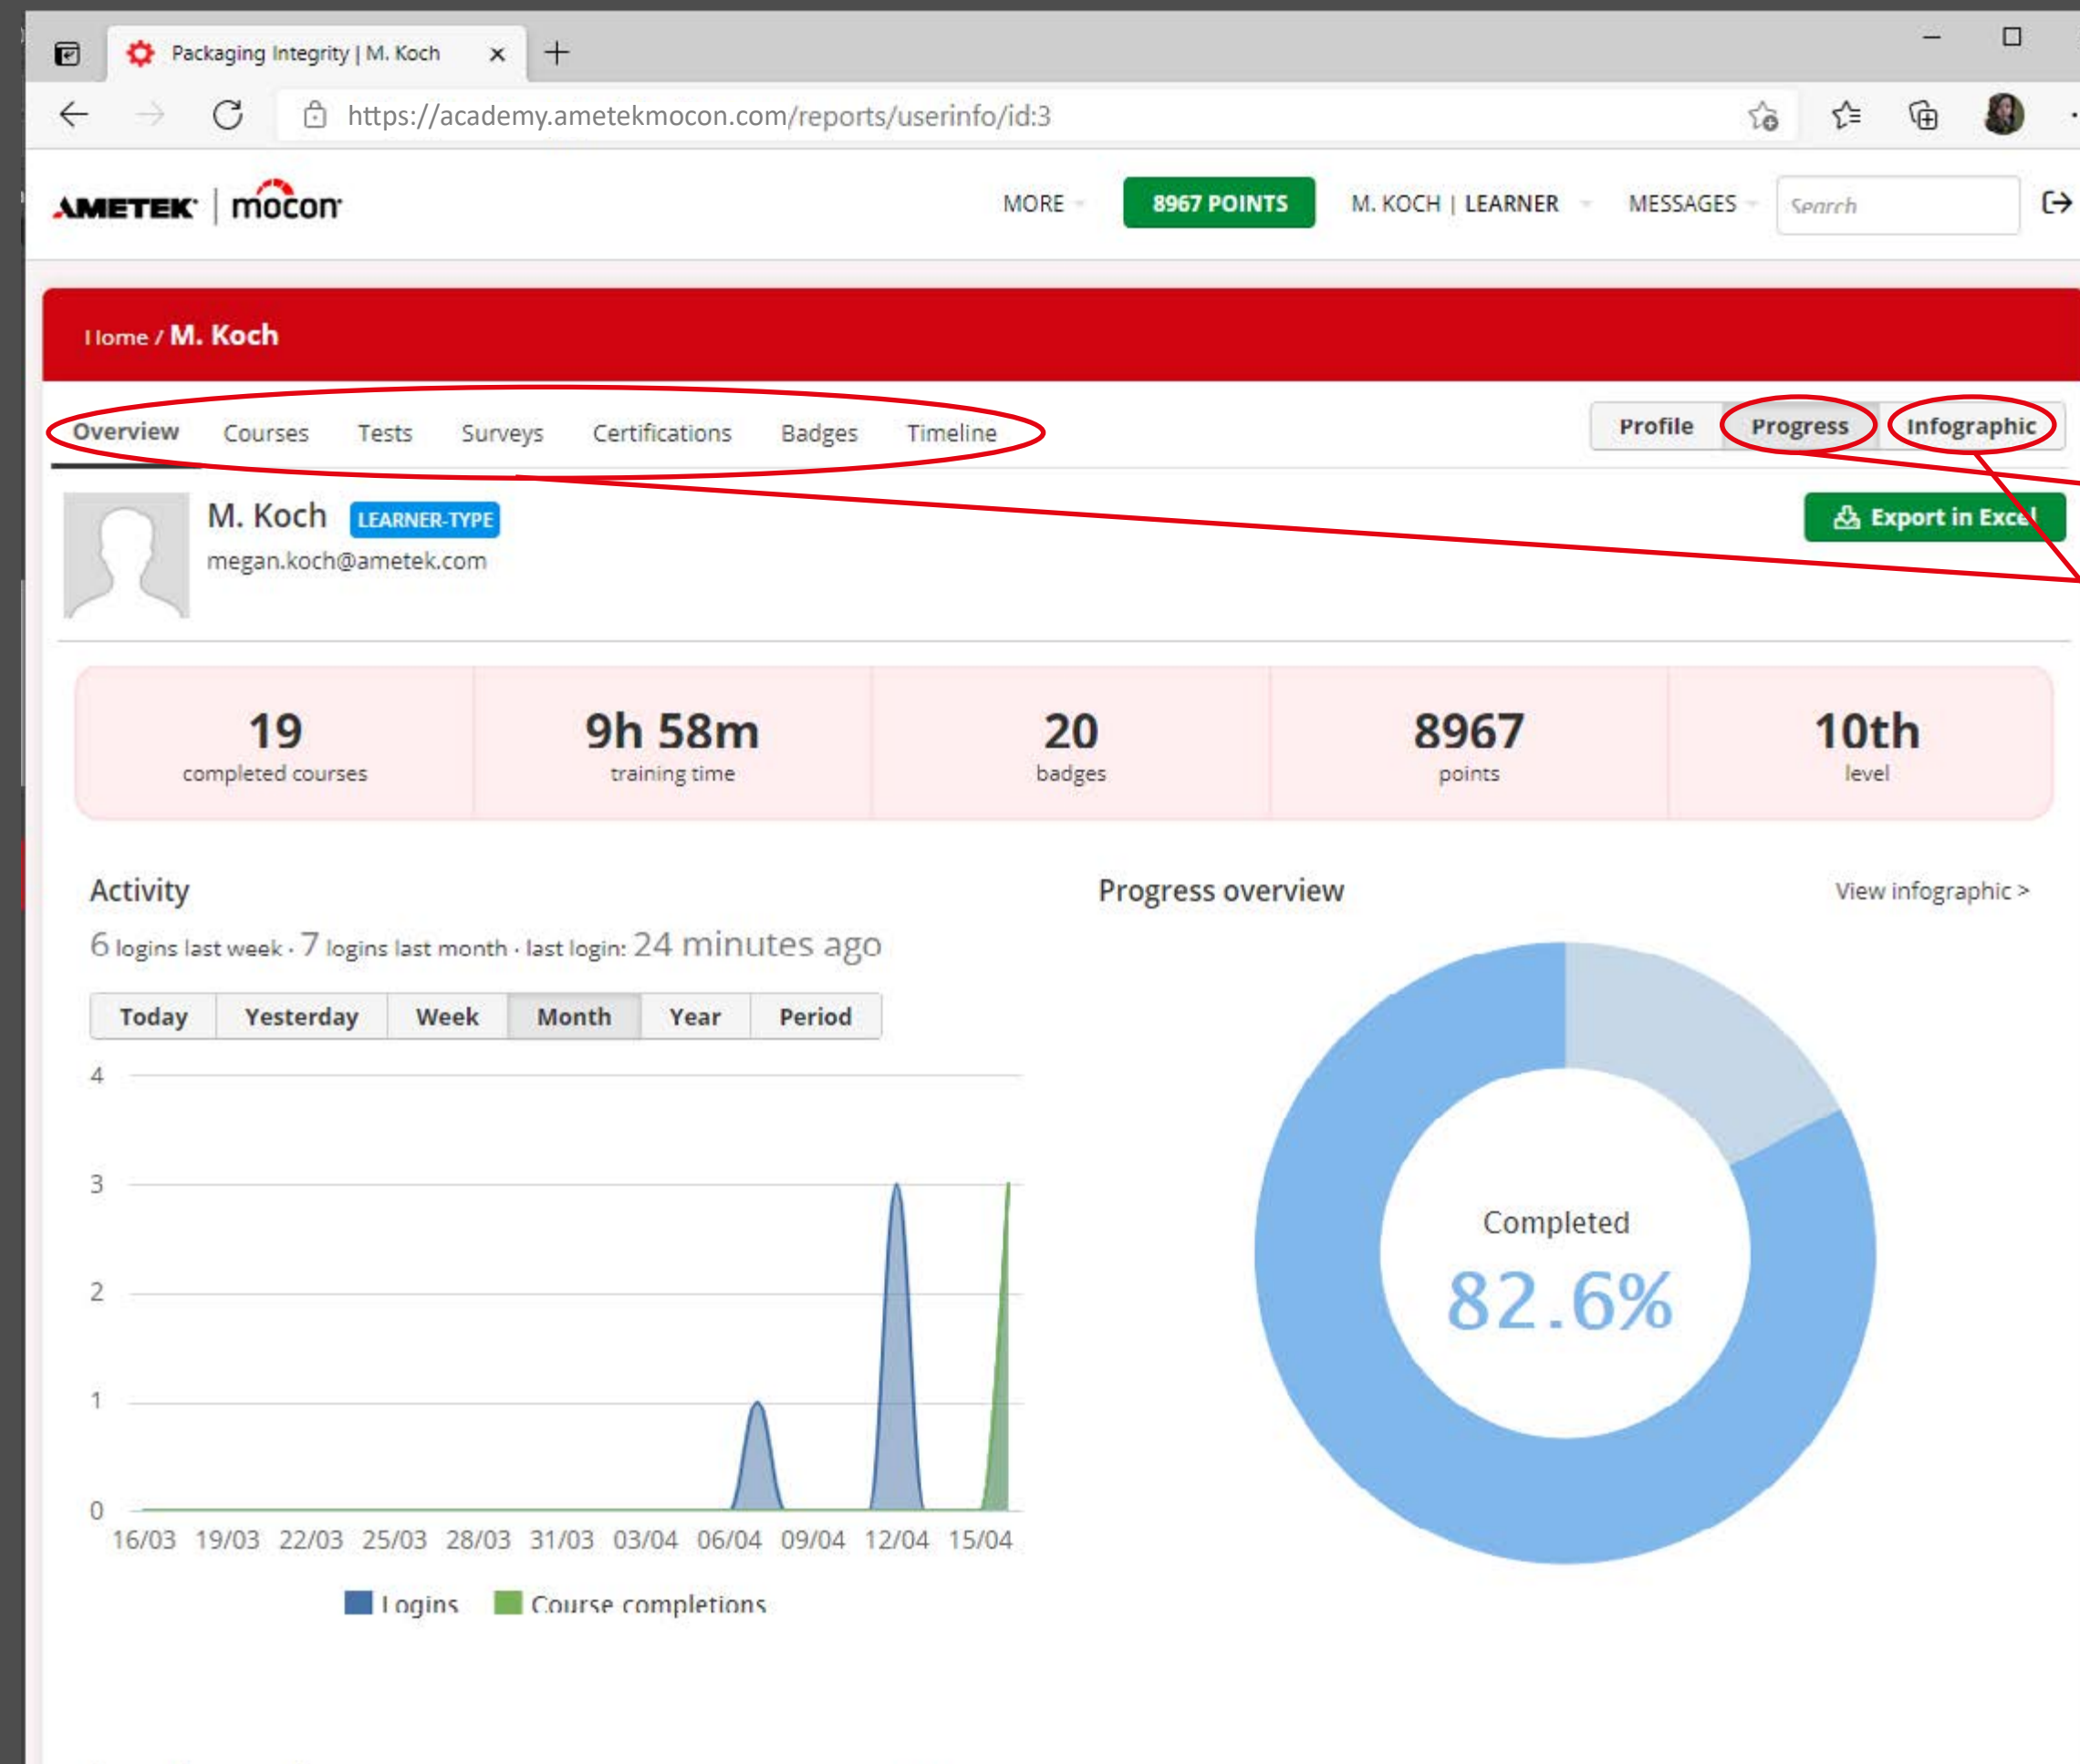 Packaging Integrity | M. Koch
https://academy.ametekmocon.com/reports/userinfo/id:3
AMETEK | mocon MORE 8967 POINTS M. KOCH | LEARNER MESSAGES Search
Home / M. Koch
Overview Courses Tests Surveys Certifications Badges Timeline Profile Progress Infographic
M. Koch LEARNER-TYPE Export in Excel
megan.koch@ametek.com
19 9h 58m 20 8967 10th
completed courses training time badges points level
Activity Progress overview View infographic >
6 logins last week · 7 logins last month · last login: 24 minutes ago
Today Yesterday Week Month Year Period
4
3
2
1
0
16/03 19/03 22/03 25/03 28/03 31/03 03/04 06/04 09/04 12/04 15/04
Logins Course completions
Completed
82.6%